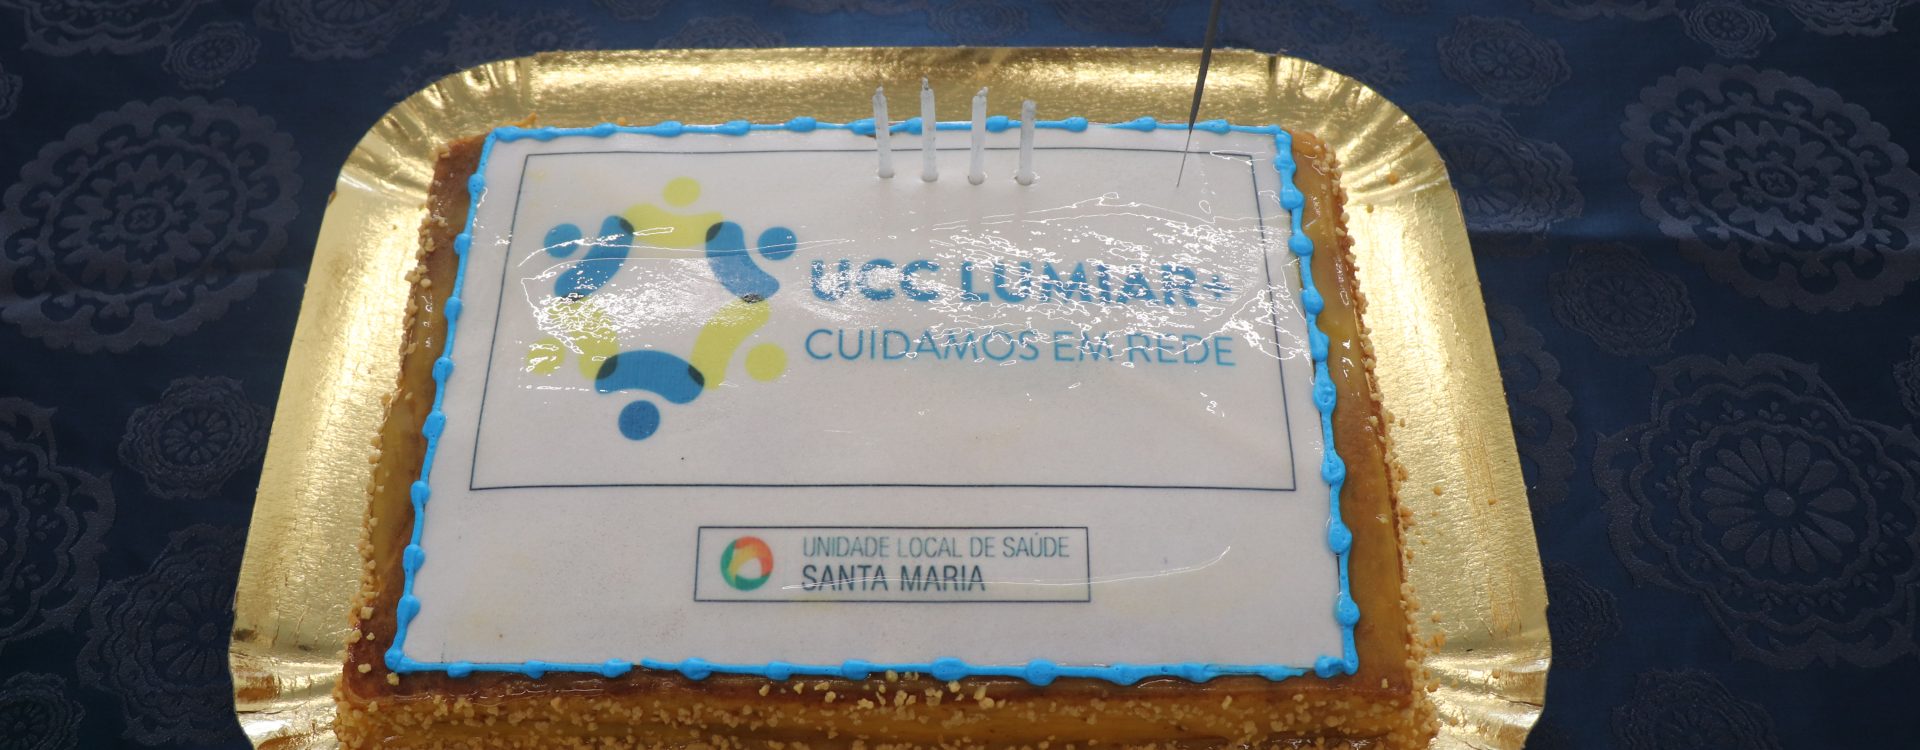 UCC LUMIAR+
CUIDAMOS EM REDE
UNIDADE LOCAL DE SAÚDE
SANTA MARIA